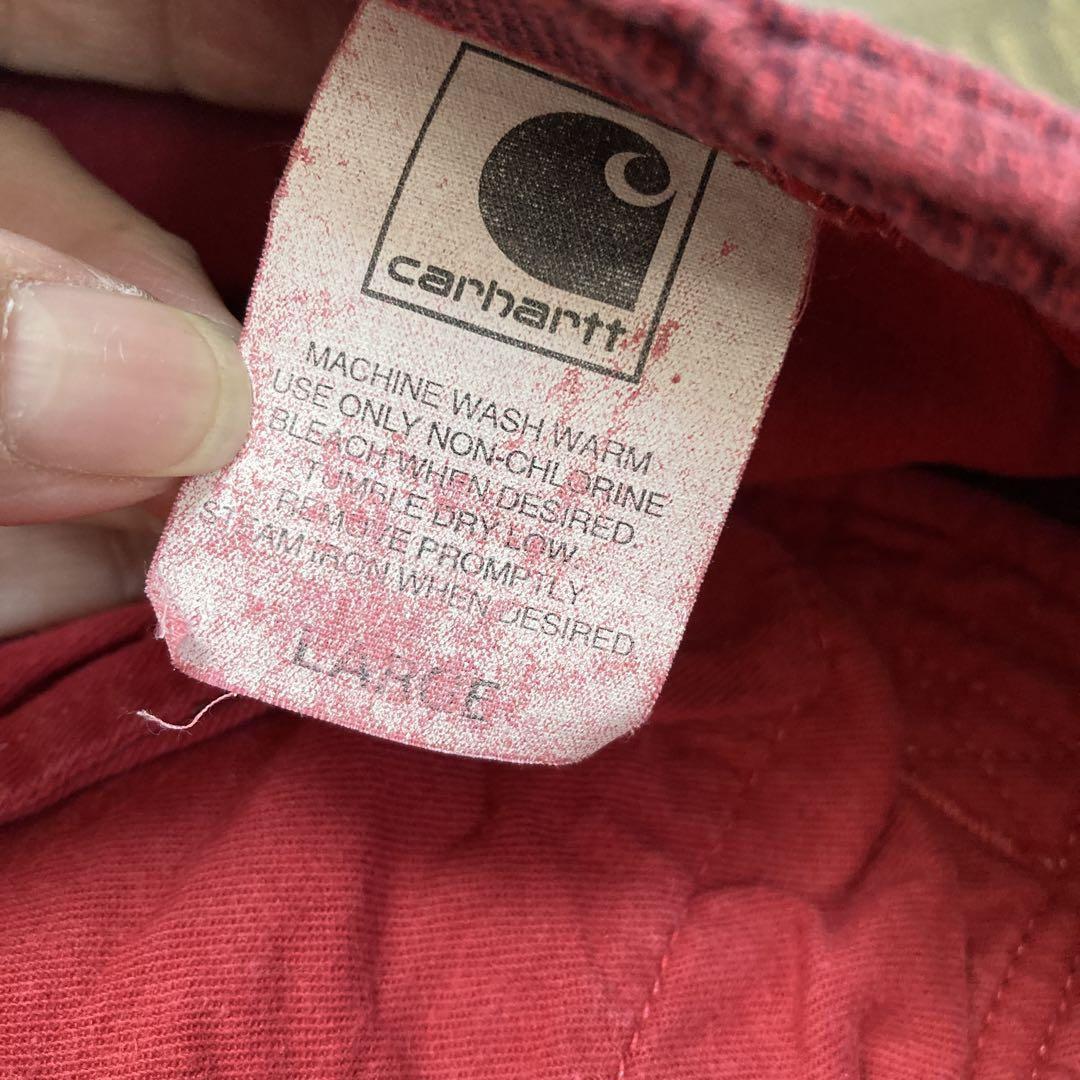 carhartt
MACHINE WASH WARM
USE ONLY NON-CHLORINE
BLEACH WHEN DESIRED.
TUMBLE DRY LOW.
REMOVE PROMPTLY
STEAM IRON WHEN DESIRED
LARGE